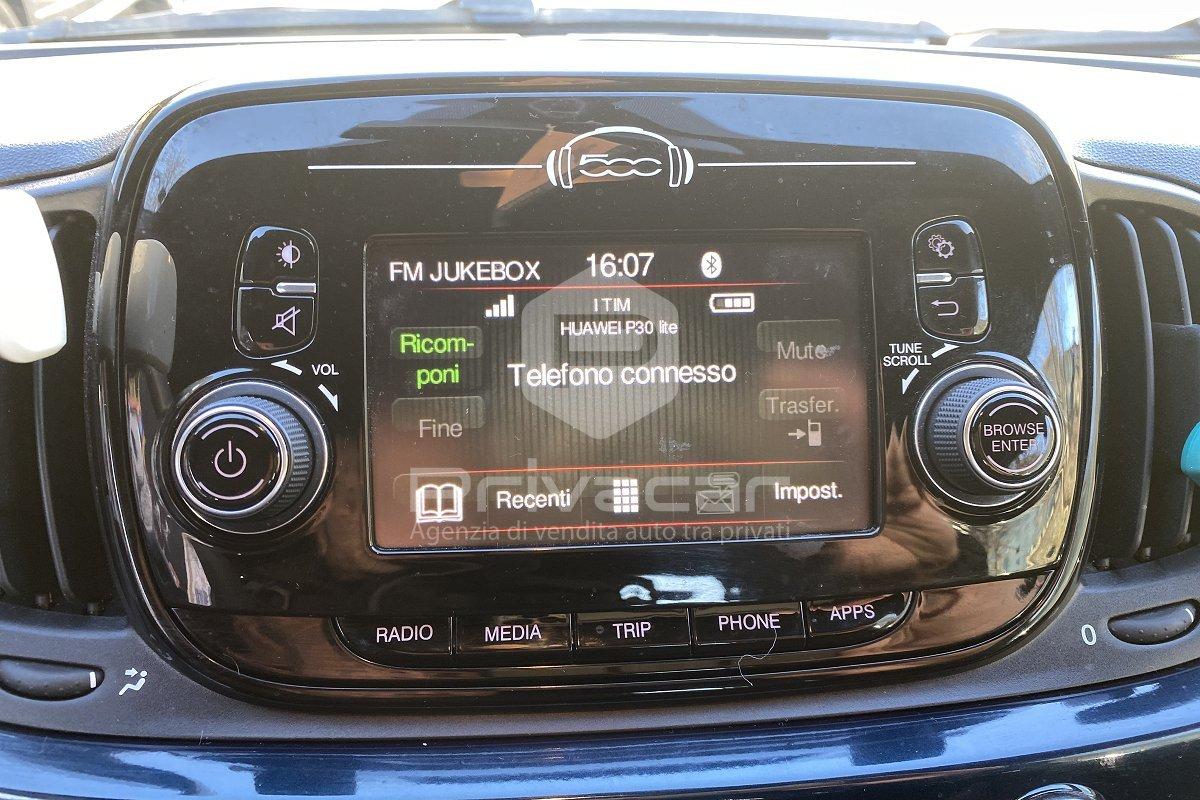 500
FM JUKEBOX 16:07
I TIM
HUAWEI P30 lite
Ricom-
poni
Telefono connesso
Mute
Fine
Trasfer.
Recenti
Impost.
Privacar
Agenzia di vendita auto tra privati
VOL
TUNE
SCROLL
BROWSE
ENTER
RADIO MEDIA TRIP PHONE APPS
0